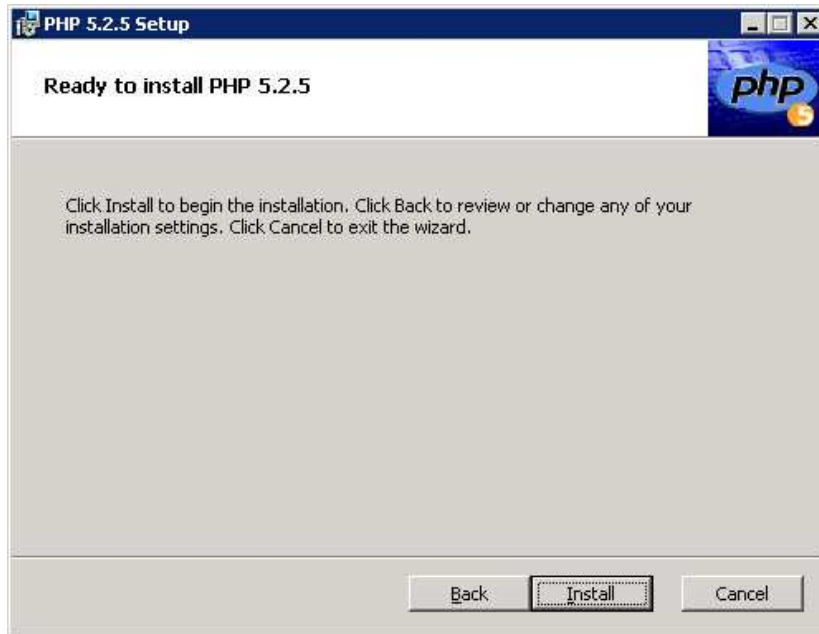 PHP 5.2.5 Setup
Ready to install PHP 5.2.5
php
5
Click Install to begin the installation. Click Back to review or change any of your
installation settings. Click Cancel to exit the wizard.
Back Install Cancel